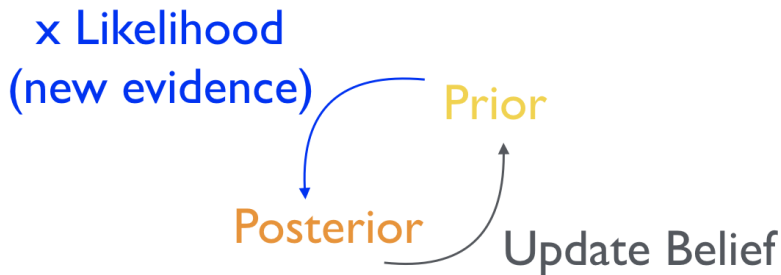 x Likelihood
(new evidence)
Prior
Posterior
Update Belief